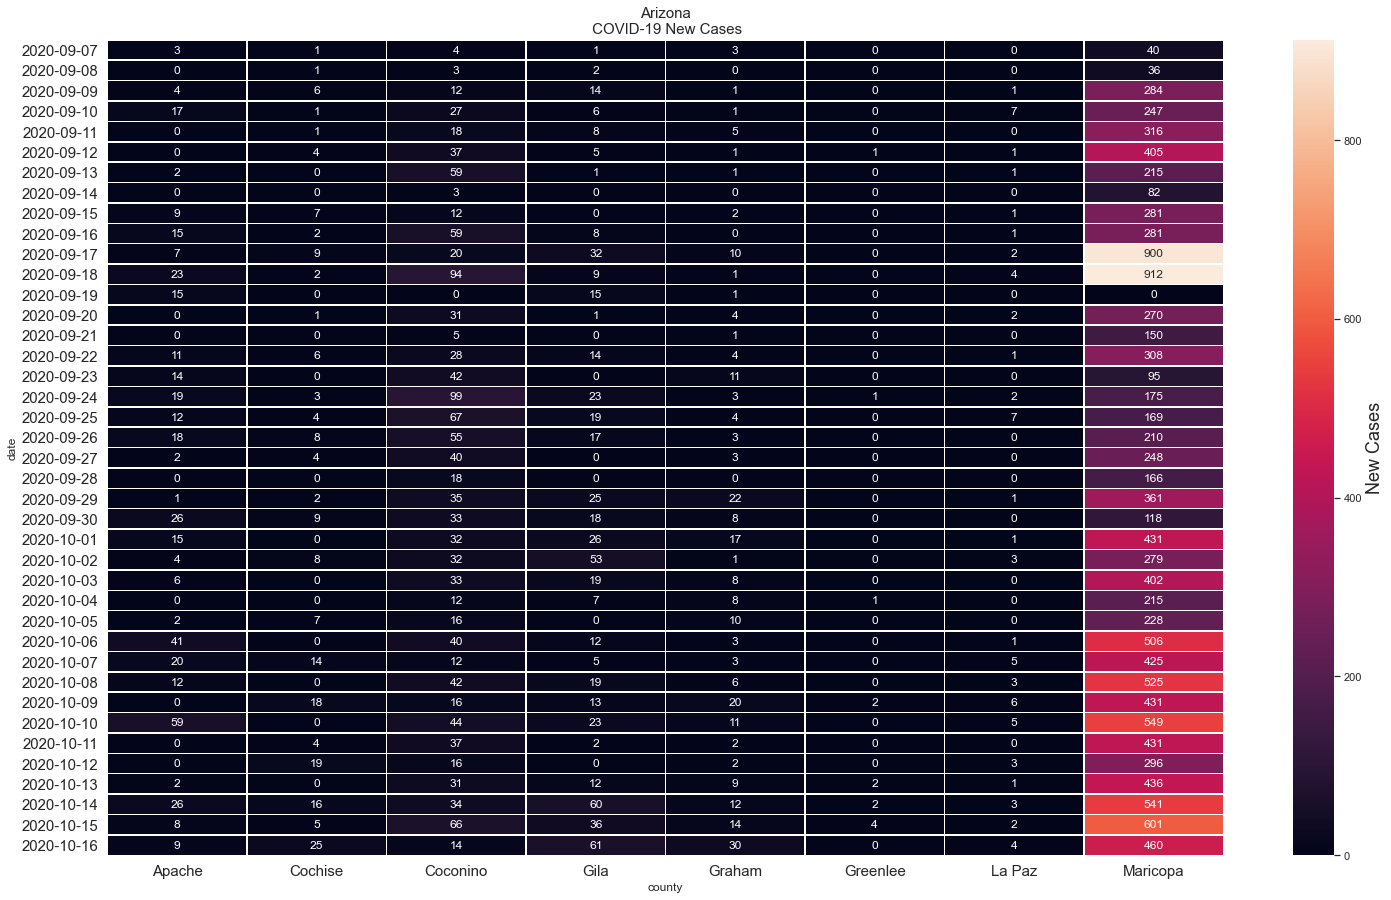 Arizona
COVID-19 New Cases
2020-09-07 3 1 4 1 3 0 0 40
2020-09-08 0 1 3 2 0 0 0 36
2020-09-09 4 6 12 14 1 0 1 284
2020-09-10 17 1 27 6 1 0 7 247
2020-09-11 0 1 18 8 5 0 0 316
2020-09-12 0 4 37 5 1 1 1 405
2020-09-13 2 0 59 1 1 0 1 215
2020-09-14 0 0 3 0 0 0 0 82
2020-09-15 9 7 12 0 2 0 1 281
2020-09-16 15 2 59 8 0 0 1 281
2020-09-17 7 9 20 32 10 0 2 900
2020-09-18 23 2 94 9 1 0 4 912
2020-09-19 15 0 0 15 1 0 0 0
2020-09-20 0 1 31 1 4 0 2 270
2020-09-21 0 0 5 0 1 0 0 150
2020-09-22 11 6 28 14 4 0 1 308
2020-09-23 14 0 42 0 11 0 0 95
2020-09-24 19 3 99 23 3 1 2 175
2020-09-25 12 4 67 19 4 0 7 169
2020-09-26 18 8 55 17 3 0 0 210
2020-09-27 2 4 40 0 3 0 0 248
2020-09-28 0 0 18 0 0 0 0 166
2020-09-29 1 2 35 25 22 0 1 361
2020-09-30 26 9 33 18 8 0 0 118
2020-10-01 15 0 32 26 17 0 1 431
2020-10-02 4 8 32 53 1 0 3 279
2020-10-03 6 0 33 19 8 0 0 402
2020-10-04 0 0 12 7 8 1 0 215
2020-10-05 2 7 16 0 10 0 0 228
2020-10-06 41 0 40 12 3 0 1 506
2020-10-07 20 14 12 5 3 0 5 425
2020-10-08 12 0 42 19 6 0 3 525
2020-10-09 0 18 16 13 20 2 6 431
2020-10-10 59 0 44 23 11 0 5 549
2020-10-11 0 4 37 2 2 0 0 431
2020-10-12 0 19 16 0 2 0 3 296
2020-10-13 2 0 31 12 9 2 1 436
2020-10-14 26 16 34 60 12 2 3 541
2020-10-15 8 5 66 36 14 4 2 601
2020-10-16 9 25 14 61 30 0 4 460
Apache Cochise Coconino Gila Graham Greenlee La Paz Maricopa
county
date
800
600
400
200
0
New Cases